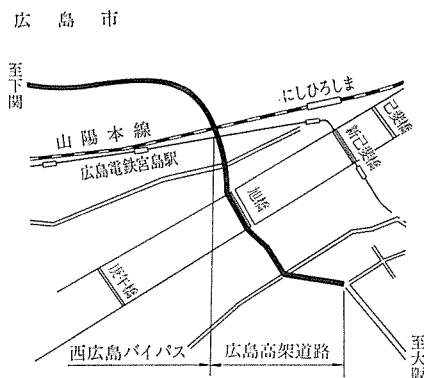 広島市
至下関
にしひろしま
己斐橋
山陽本線
新己斐橋
広島電鉄宮島駅
旭橋
庚午橋
西広島バイパス
広島高架道路
至大阪